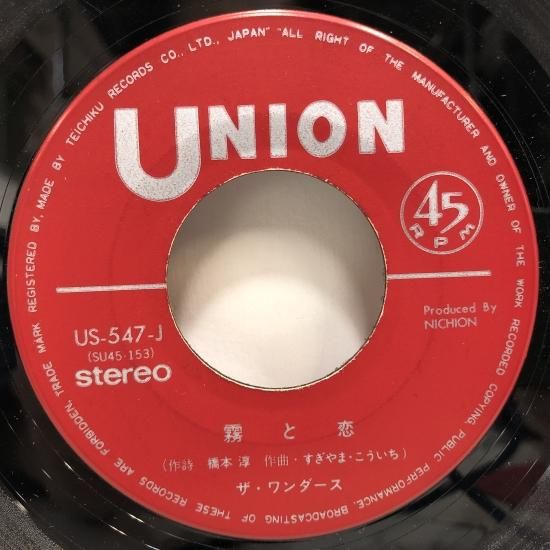 TRADE MARK REGISTERED BY, MADE BY TEICHIKU RECORDS CO., LTD., JAPAN" "ALL RIGHT OF THE MANUFACTURER AND OWNER OF THE WORK RECORDED COPYING, PUBLIC PERFORMANCE, BROADCASTING OF THESE RECORDS ARE FORBIDDEN,
UNION
45
RPM
Produced By
NICHION
US-547-J
(SU45-153)
stereo
霧と恋
(作詩 橋本淳 作曲・すぎやま・こういち)
ザ・ワンダース